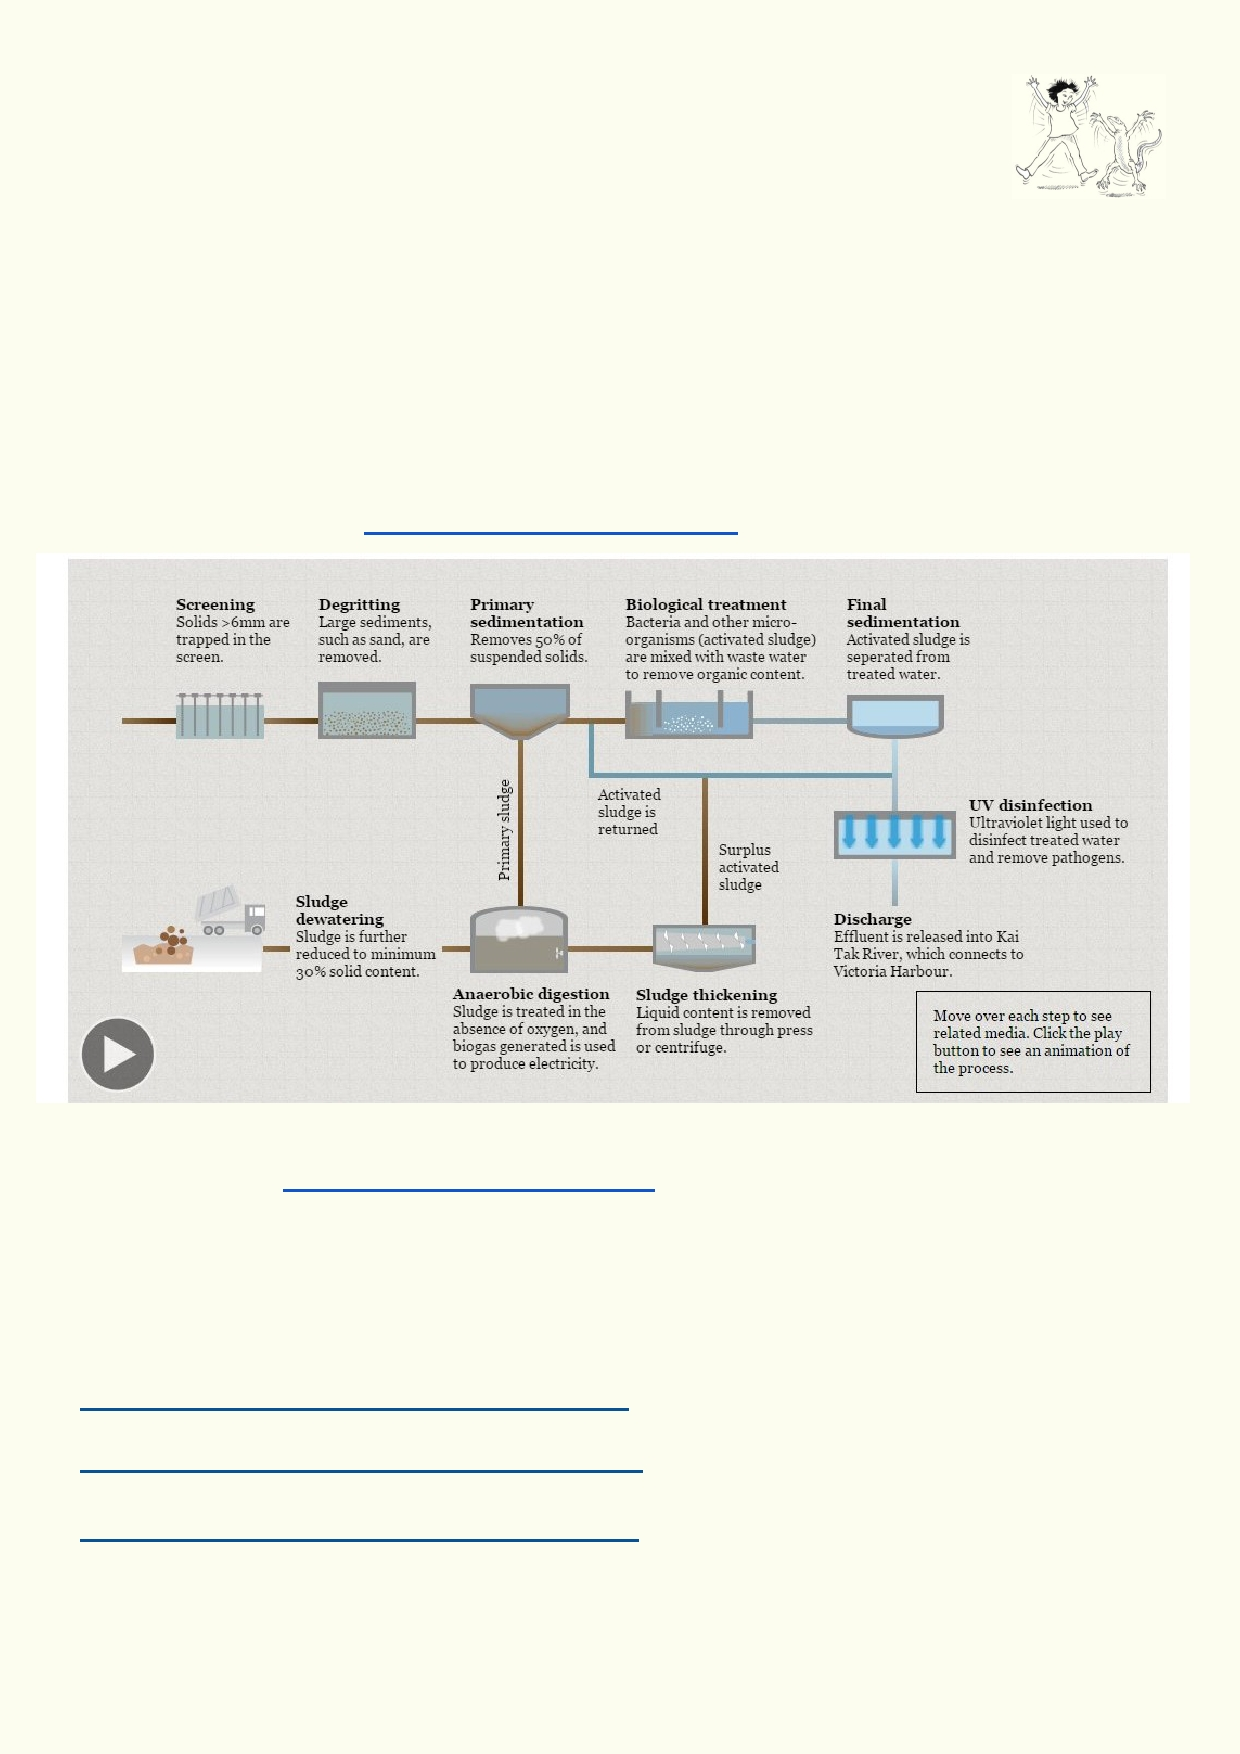 Screening
Solids >6mm are
trapped in the
screen.
Degritting
Large sediments,
such as sand, are
removed.
Primary
sedimentation
Removes 50% of
suspended solids.
Biological treatment
Bacteria and other micro-
organisms (activated sludge)
are mixed with waste water
to remove organic content.
Final
sedimentation
Activated sludge is
seperated from
treated water.
Primary sludge
Activated
sludge is
returned
Surplus
activated
sludge
UV disinfection
Ultraviolet light used to
disinfect treated water
and remove pathogens.
Sludge
dewatering
Sludge is further
reduced to minimum
30% solid content.
Discharge
Effluent is released into Kai
Tak River, which connects to
Victoria Harbour.
Anaerobic digestion
Sludge is treated in the
absence of oxygen, and
biogas generated is used
to produce electricity.
Sludge thickening
Liquid content is removed
from sludge through press
or centrifuge.
Move over each step to see
related media. Click the play
button to see an animation of
the process.